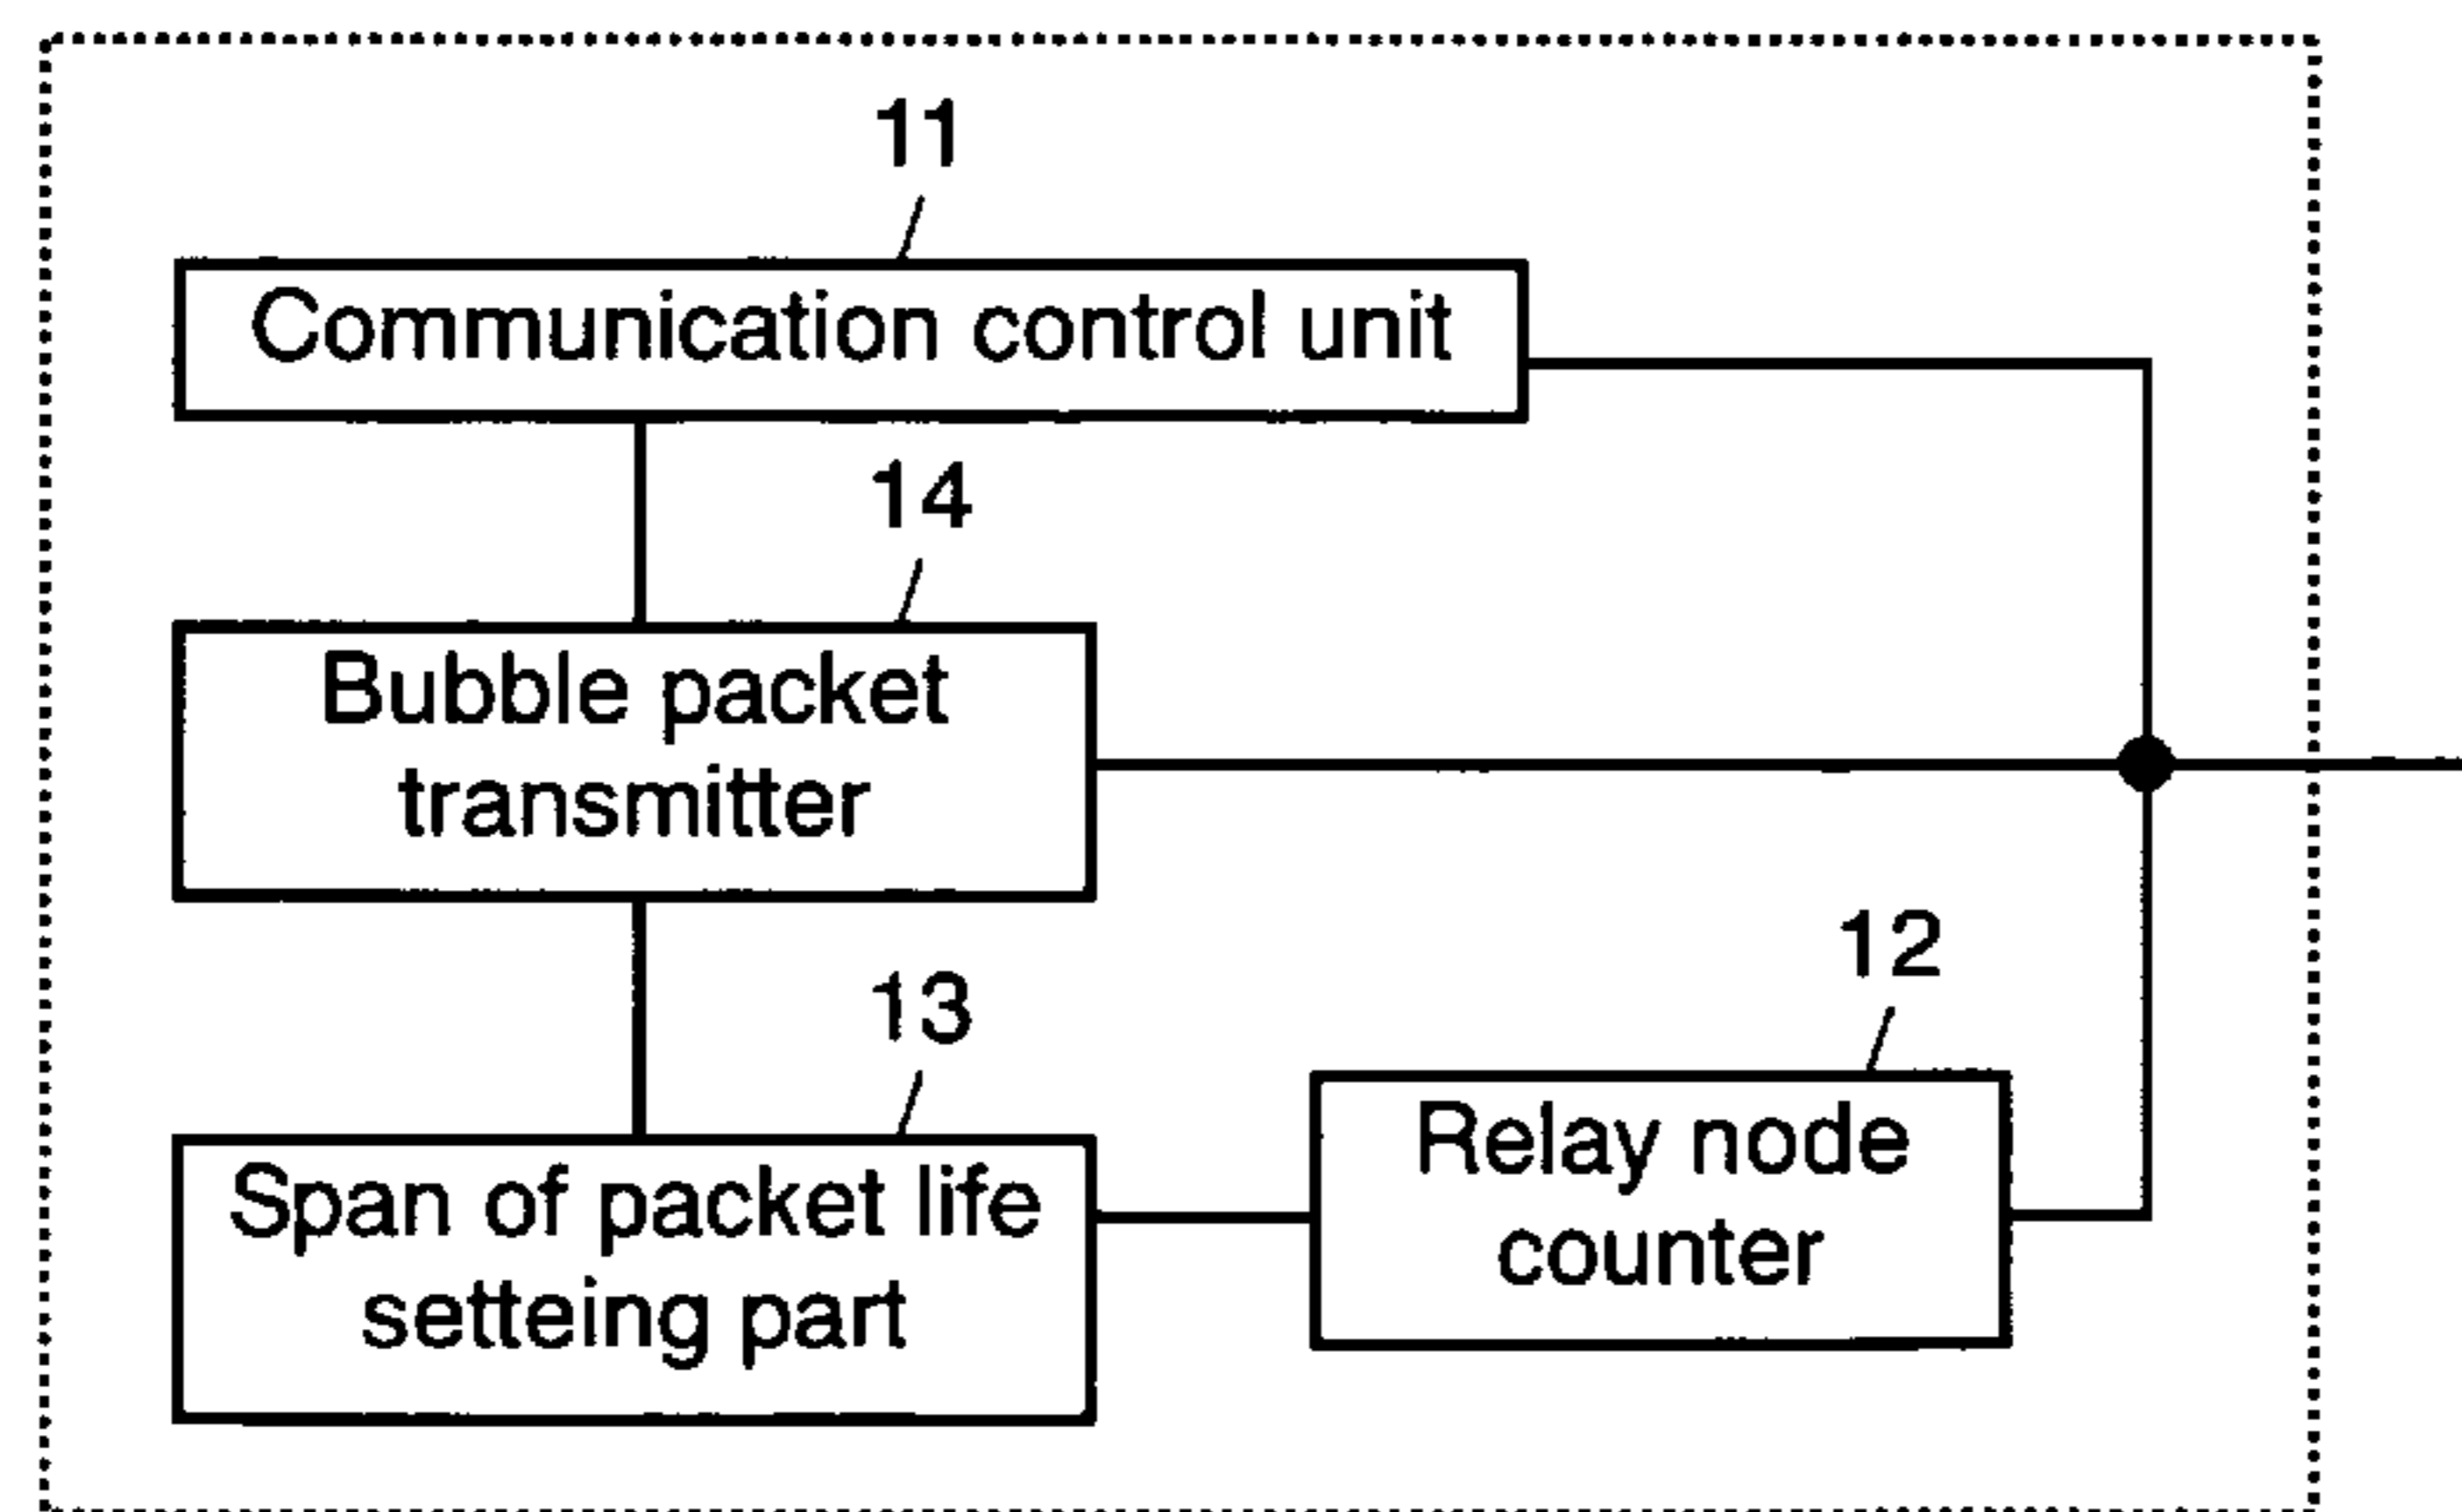 11
Communication control unit
14
Bubble packet
transmitter
13
Span of packet life
setteing part
12
Relay node
counter